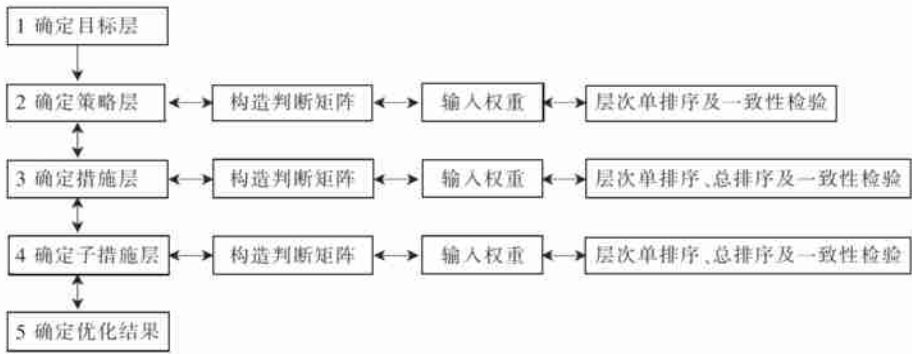 1 确定目标层
2 确定策略层 构造判断矩阵 输入权重 层次单排序及一致性检验
3 确定措施层 构造判断矩阵 输入权重 层次单排序、总排序及一致性检验
4 确定子措施层 构造判断矩阵 输入权重 层次单排序、总排序及一致性检验
5 确定优化结果